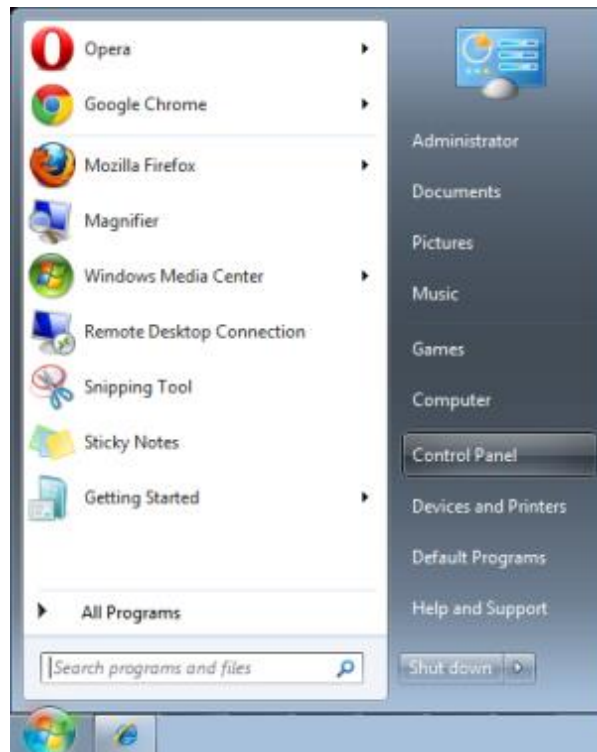 Opera
Google Chrome
Mozilla Firefox
Magnifier
Windows Media Center
Remote Desktop Connection
Snipping Tool
Sticky Notes
Getting Started
All Programs
Search programs and files
Administrator
Documents
Pictures
Music
Games
Computer
Control Panel
Devices and Printers
Default Programs
Help and Support
Shut down